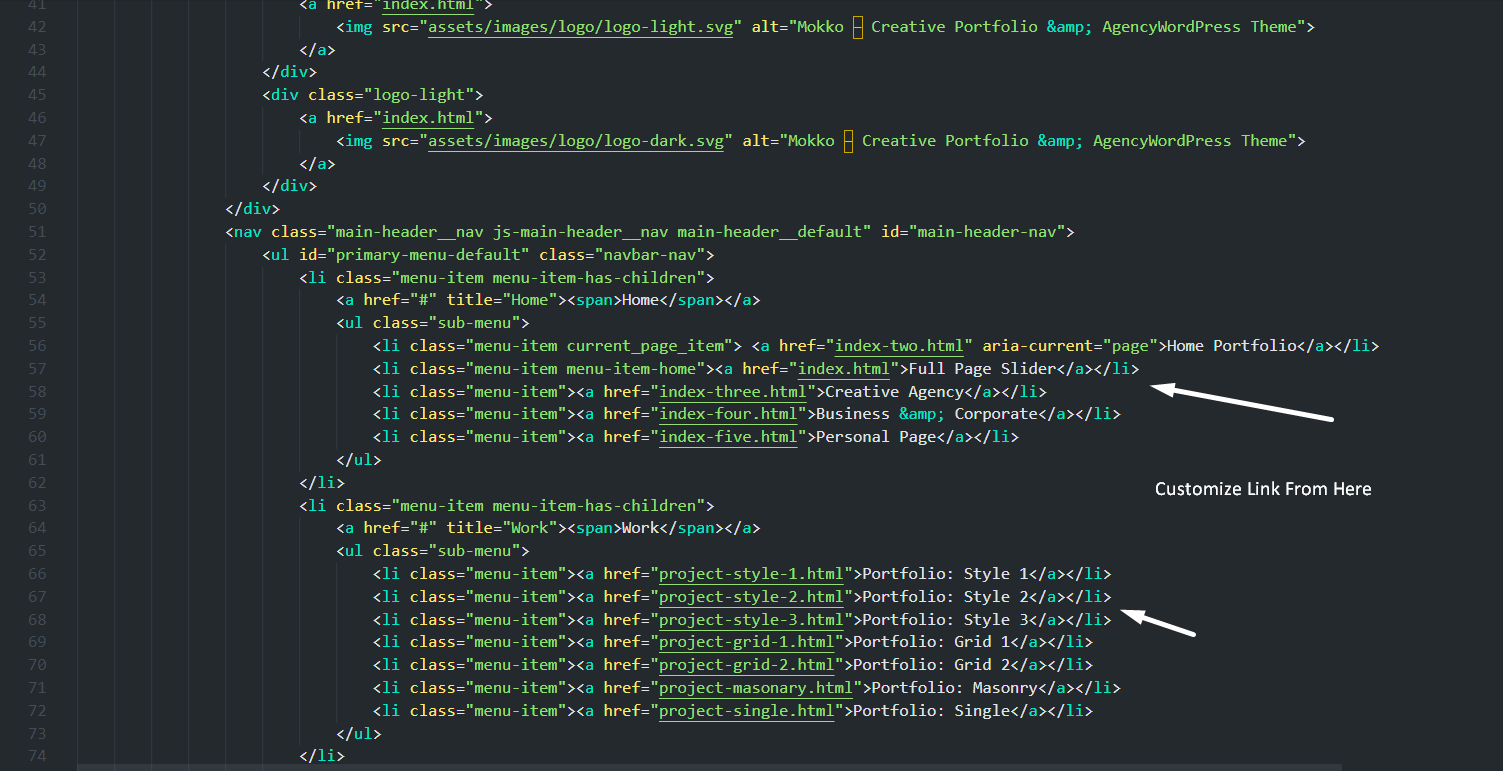 41 <a href="index.html">
42 <img src="assets/images/logo/logo-light.svg" alt="Mokko – Creative Portfolio &amp; AgencyWordPress Theme">
43 </a>
44 </div>
45 <div class="logo-light">
46 <a href="index.html">
47 <img src="assets/images/logo/logo-dark.svg" alt="Mokko – Creative Portfolio &amp; AgencyWordPress Theme">
48 </a>
49 </div>
50 </div>
51 <nav class="main-header__nav js-main-header__nav main-header__default" id="main-header-nav">
52 <ul id="primary-menu-default" class="navbar-nav">
53 <li class="menu-item menu-item-has-children">
54 <a href="#" title="Home"><span>Home</span></a>
55 <ul class="sub-menu">
56 <li class="menu-item current_page_item"> <a href="index-two.html" aria-current="page">Home Portfolio</a></li>
57 <li class="menu-item menu-item-home"><a href="index.html">Full Page Slider</a></li>
58 <li class="menu-item"><a href="index-three.html">Creative Agency</a></li>
59 <li class="menu-item"><a href="index-four.html">Business &amp; Corporate</a></li>
60 <li class="menu-item"><a href="index-five.html">Personal Page</a></li>
61 </ul>
62 </li>
Customize Link From Here
63 <li class="menu-item menu-item-has-children">
64 <a href="#" title="Work"><span>Work</span></a>
65 <ul class="sub-menu">
66 <li class="menu-item"><a href="project-style-1.html">Portfolio: Style 1</a></li>
67 <li class="menu-item"><a href="project-style-2.html">Portfolio: Style 2</a></li>
68 <li class="menu-item"><a href="project-style-3.html">Portfolio: Style 3</a></li>
69 <li class="menu-item"><a href="project-grid-1.html">Portfolio: Grid 1</a></li>
70 <li class="menu-item"><a href="project-grid-2.html">Portfolio: Grid 2</a></li>
71 <li class="menu-item"><a href="project-masonary.html">Portfolio: Masonry</a></li>
72 <li class="menu-item"><a href="project-single.html">Portfolio: Single</a></li>
73 </ul>
74 </li>